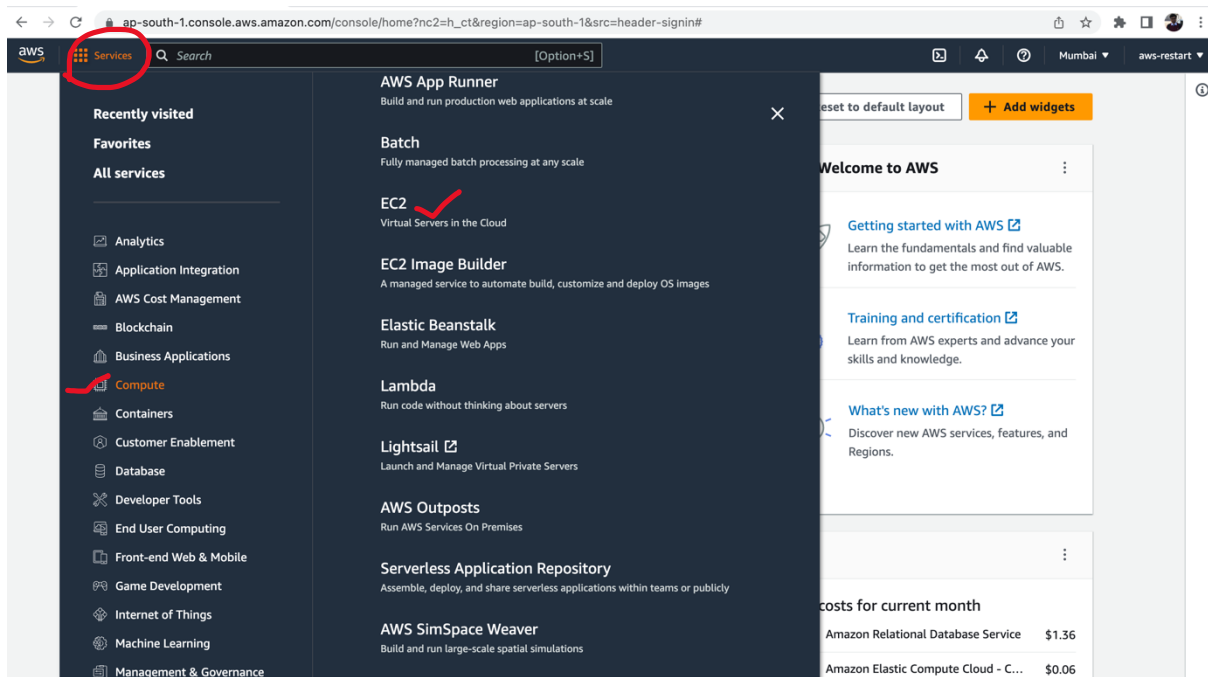 ap-south-1.console.aws.amazon.com/console/home?nc2=h_ct&region=ap-south-1&src=header-signin#
aws
Services
Search
[Option+S]
Mumbai
aws-restart
Recently visited
Favorites
All services
Analytics
Application Integration
AWS Cost Management
Blockchain
Business Applications
Compute
Containers
Customer Enablement
Database
Developer Tools
End User Computing
Front-end Web & Mobile
Game Development
Internet of Things
Machine Learning
Management & Governance
AWS App Runner
Build and run production web applications at scale
Batch
Fully managed batch processing at any scale
EC2
Virtual Servers in the Cloud
EC2 Image Builder
A managed service to automate build, customize and deploy OS images
Elastic Beanstalk
Run and Manage Web Apps
Lambda
Run code without thinking about servers
Lightsail
Launch and Manage Virtual Private Servers
AWS Outposts
Run AWS Services On Premises
Serverless Application Repository
Assemble, deploy, and share serverless applications within teams or publicly
AWS SimSpace Weaver
Build and run large-scale spatial simulations
eset to default layout
+ Add widgets
Welcome to AWS
Getting started with AWS
Learn the fundamentals and find valuable
information to get the most out of AWS.
Training and certification
Learn from AWS experts and advance your
skills and knowledge.
What's new with AWS?
Discover new AWS services, features, and
Regions.
costs for current month
Amazon Relational Database Service $1.36
Amazon Elastic Compute Cloud - C... $0.06